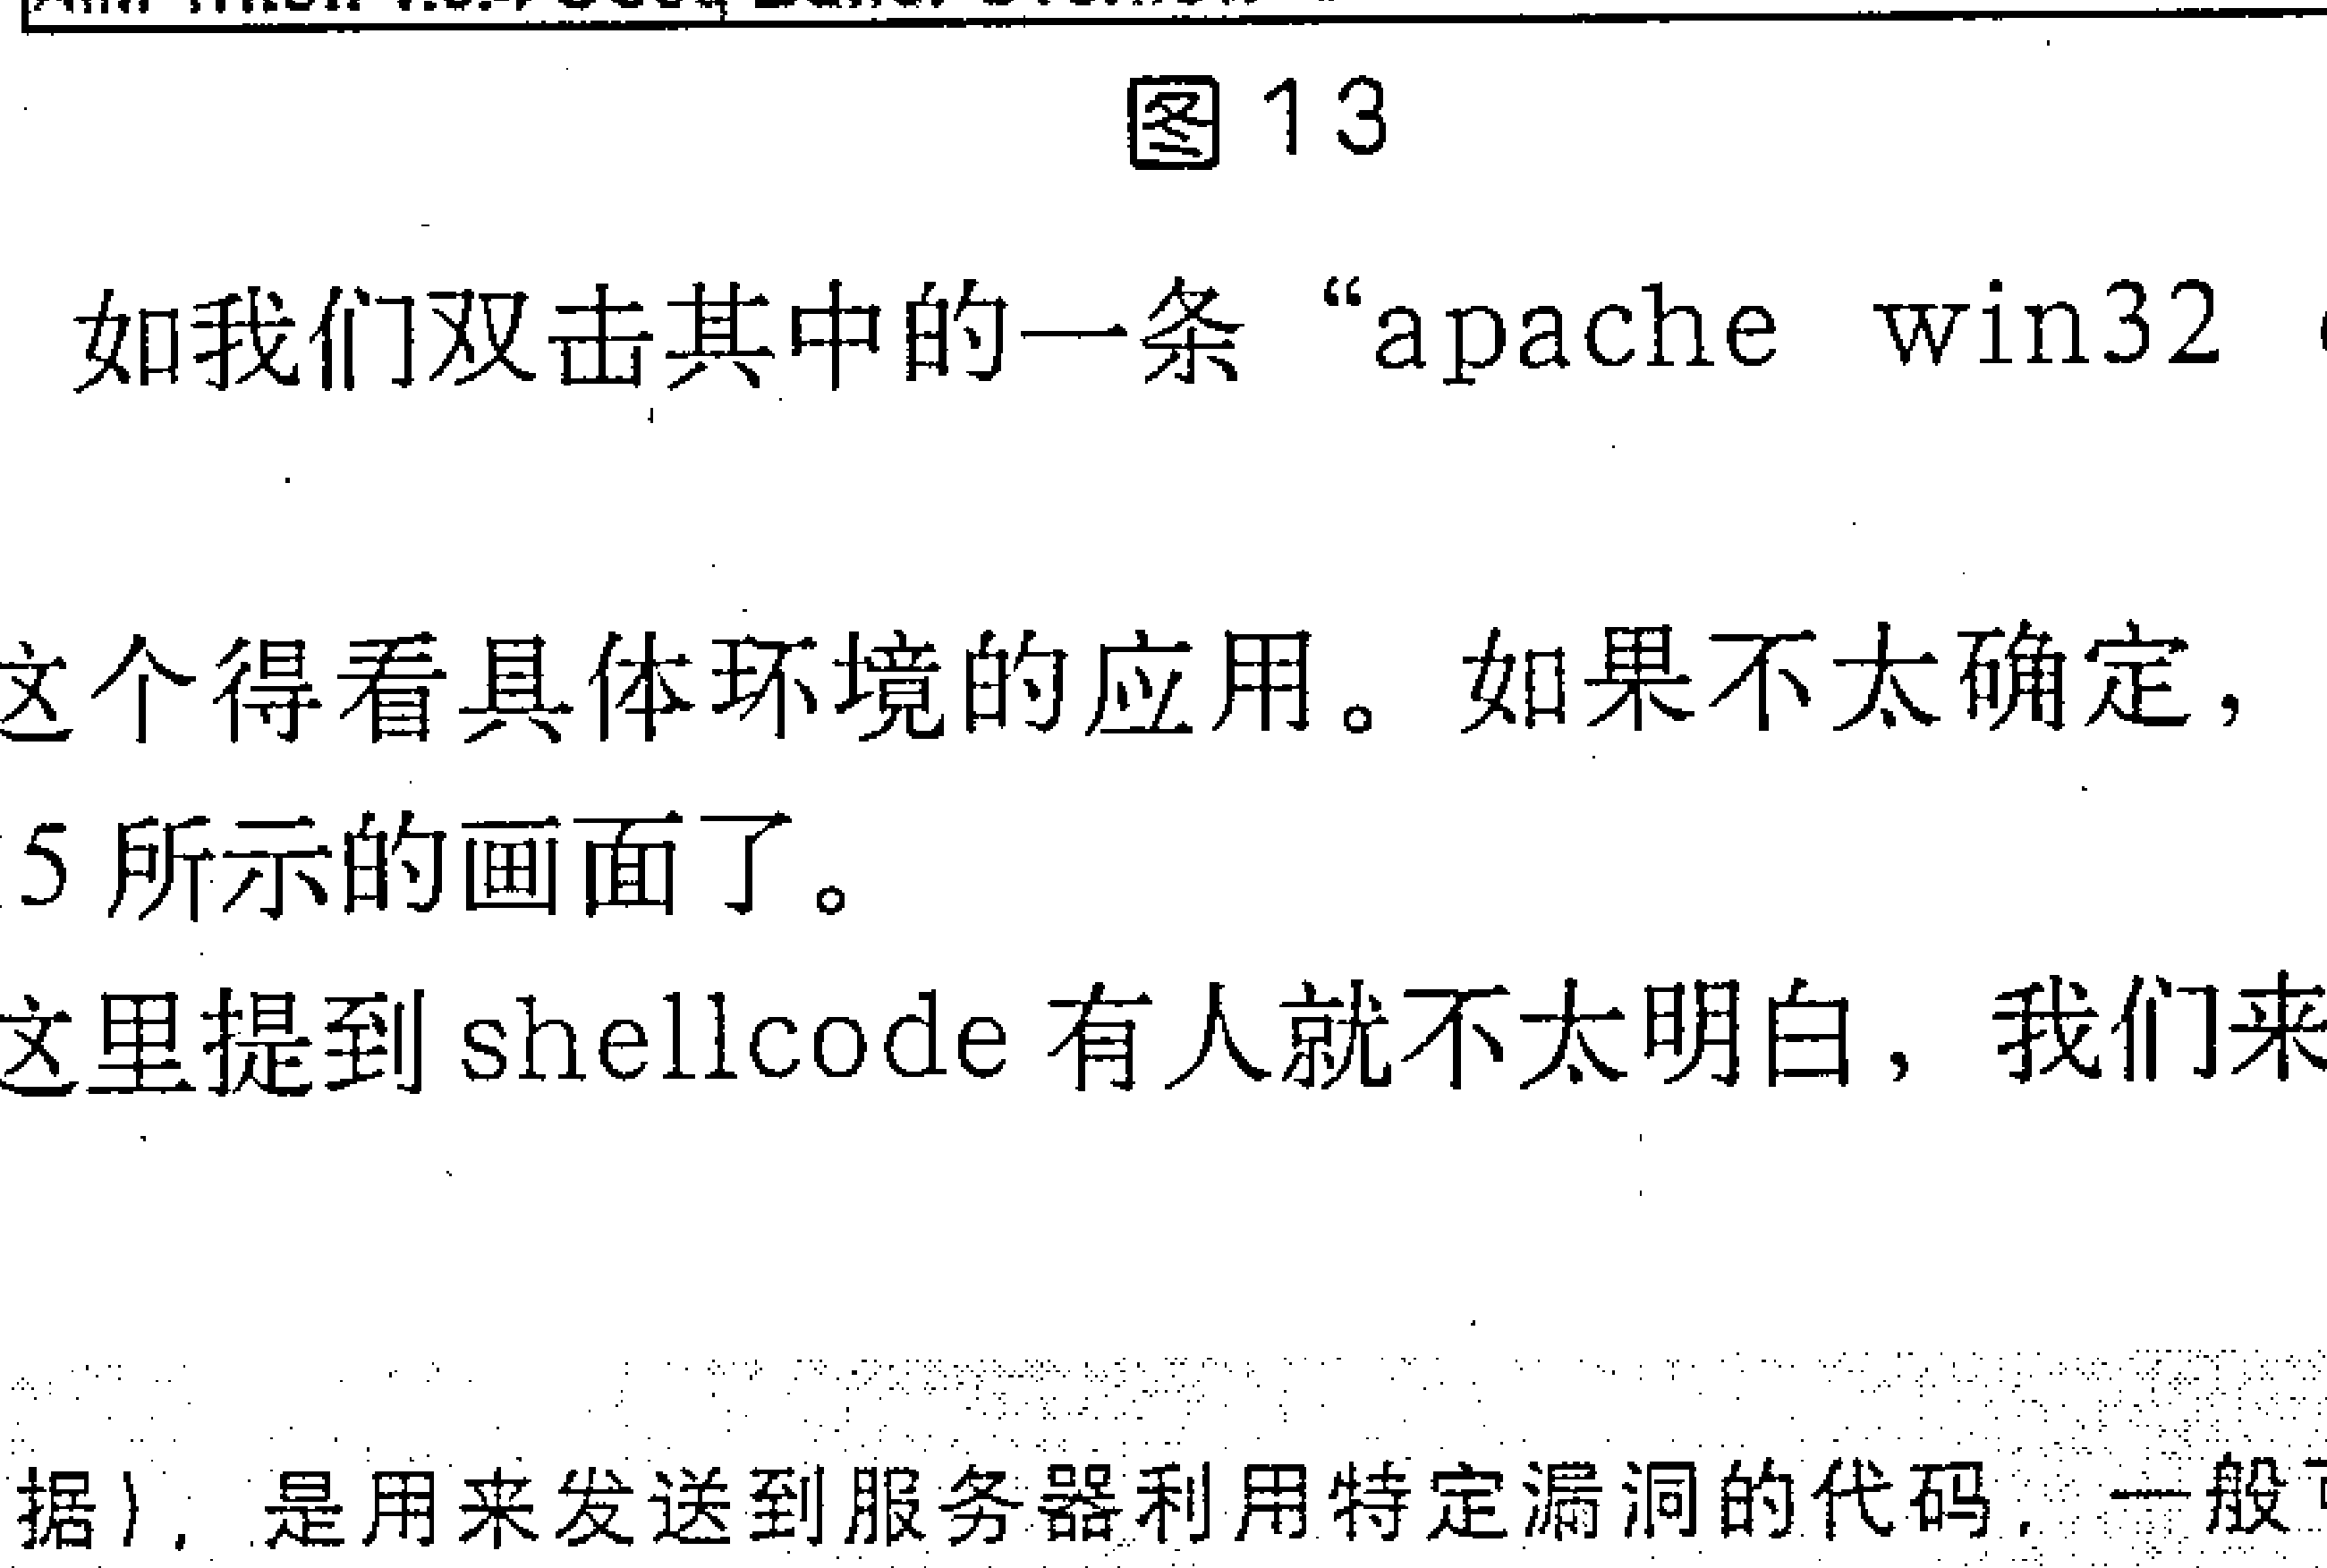 图13
如我们双击其中的一条 “apache win32
这个得看具体环境的应用。如果不太确定，
5所示的画面了。
这里提到 shellcode 有人就不太明白，我们来
据），是用来发送到服务器利用特定漏洞的代码，一般